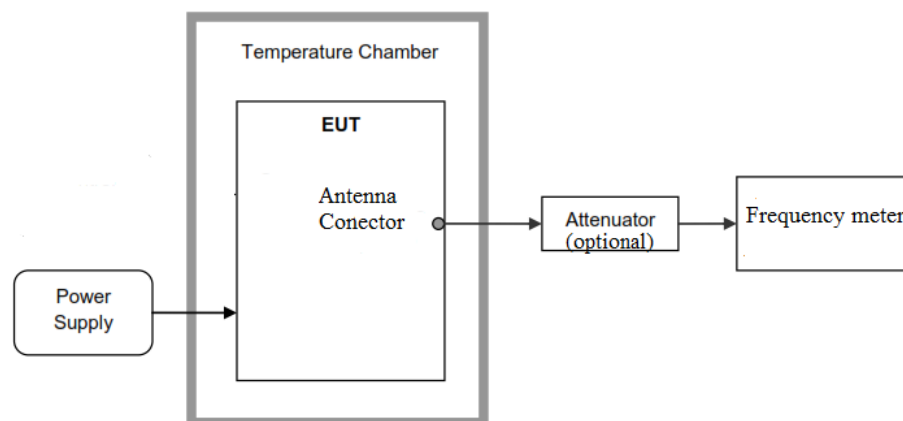 Temperature Chamber
EUT
Antenna
Conector
Attenuator
(optional)
Frequency meter
Power
Supply